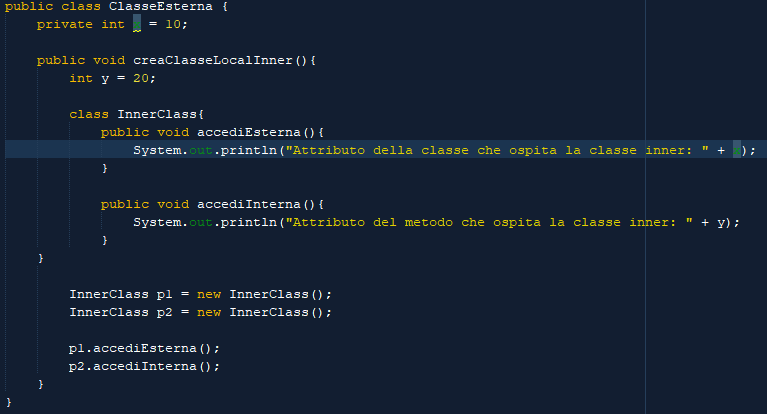 public class ClasseEsterna {
    private int = 10;
    public void creaClasseLocalInner(){
        int y = 20;
        class InnerClass{
            public void accediEsterna(){
                System.out.println("Attributo della classe che ospita la classe inner: " + );
            }
            public void accediInterna(){
                System.out.println("Attributo del metodo che ospita la classe inner: " + y);
            }
    }
        InnerClass p1 = new InnerClass();
        InnerClass p2 = new InnerClass();
        p1.accediEsterna();
        p2.accediInterna();
    }
}